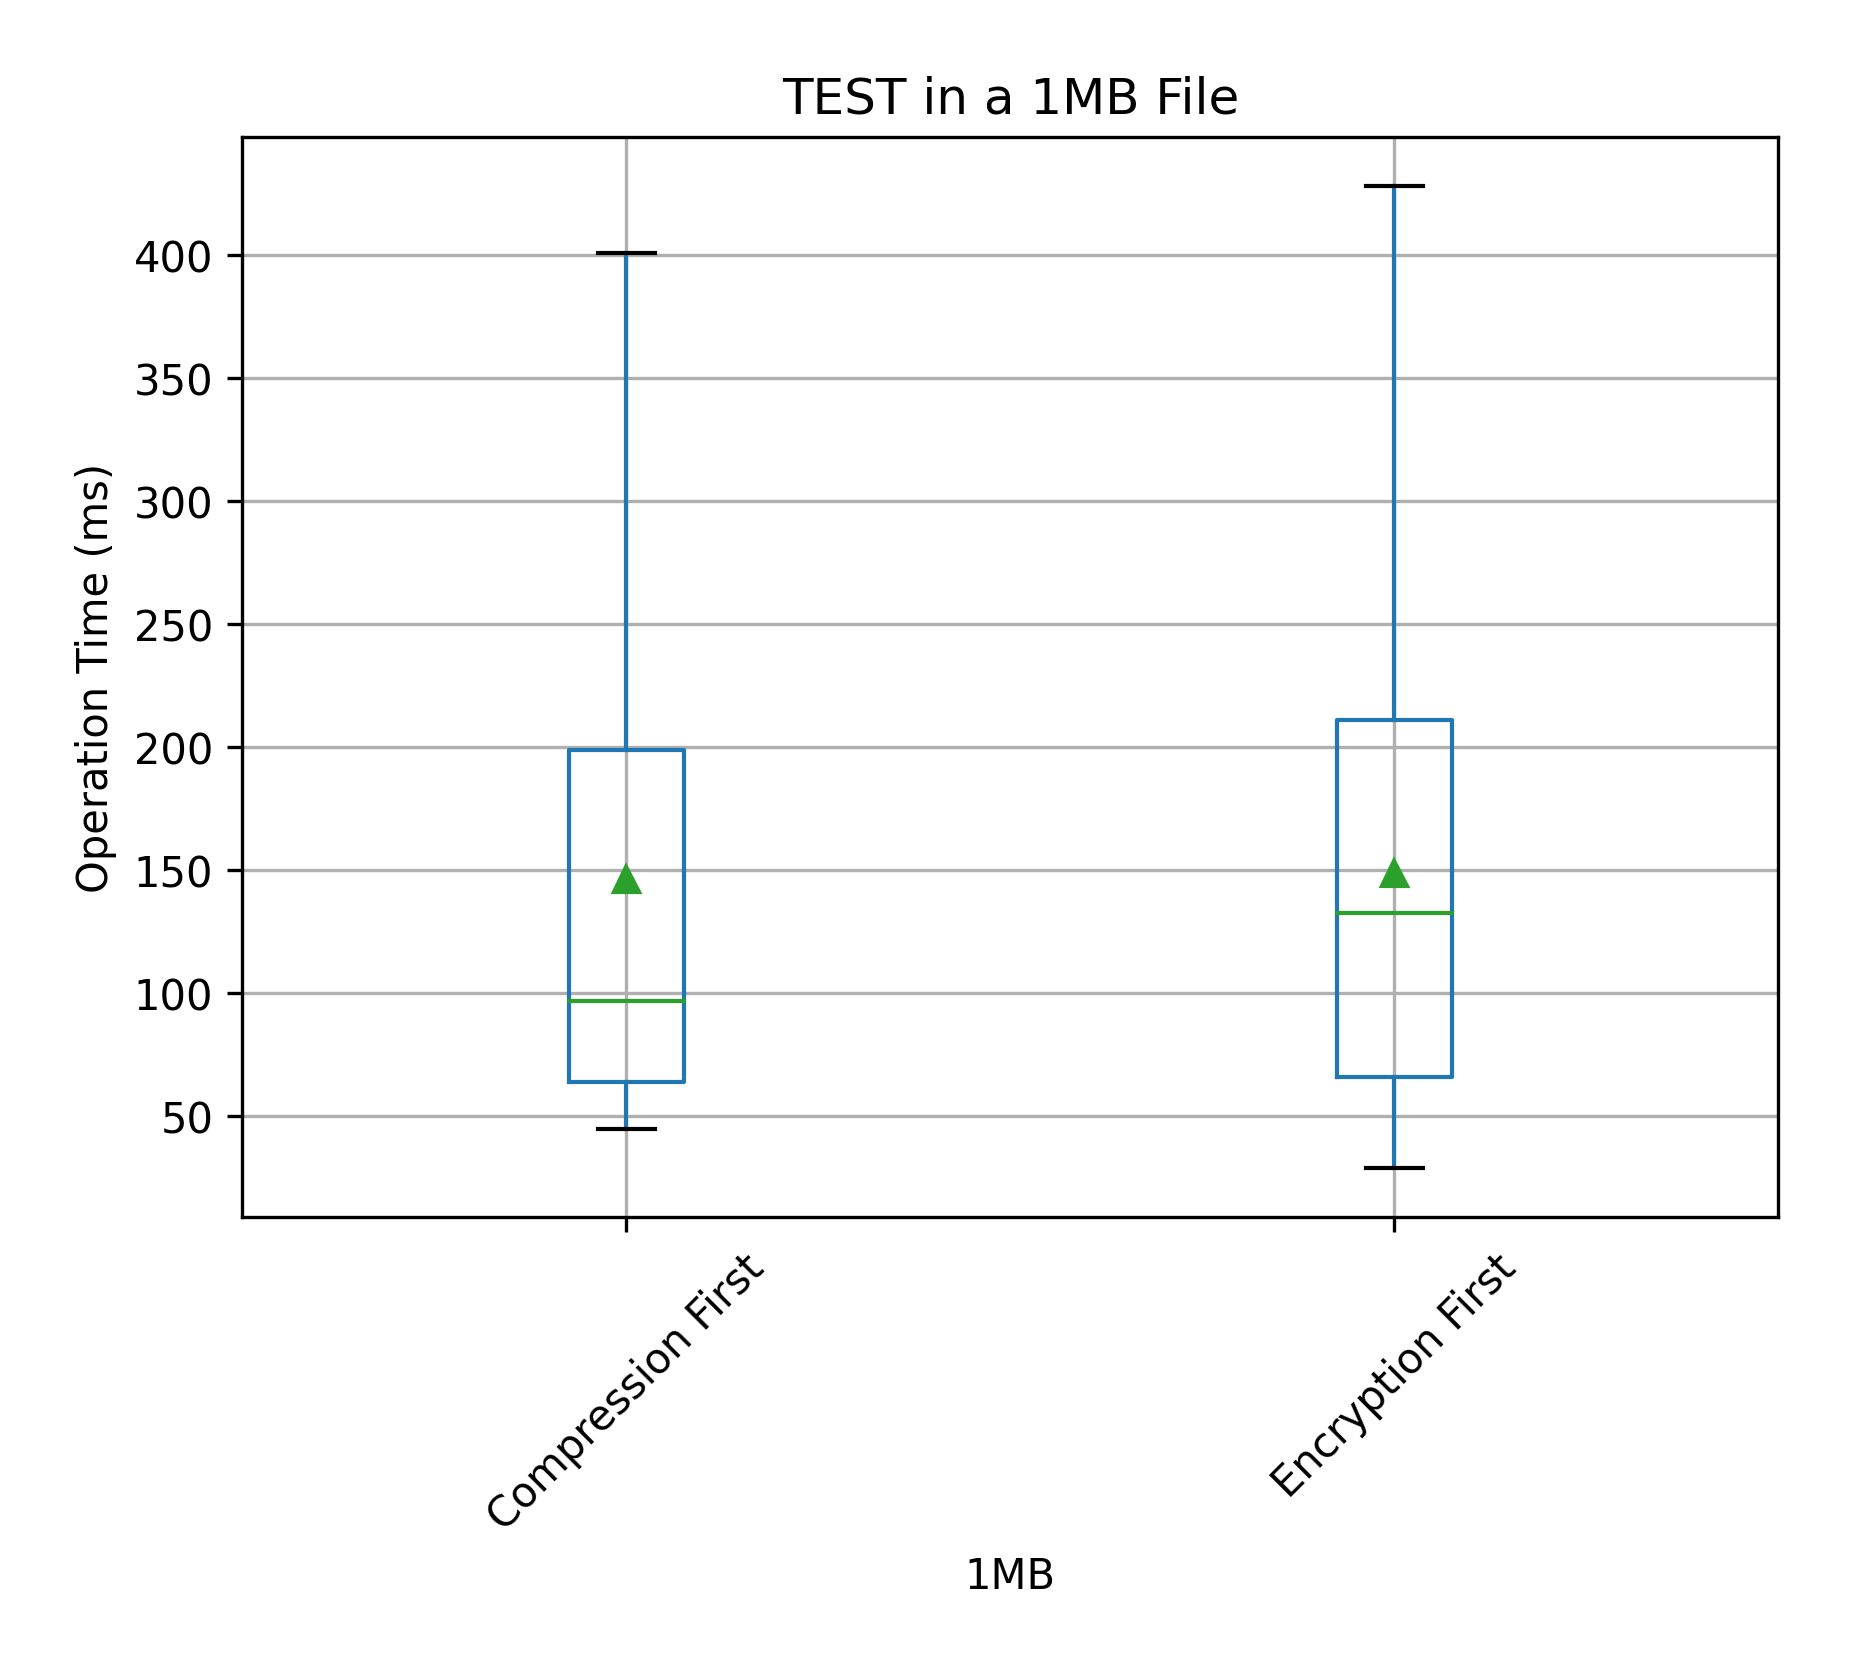 TEST in a 1MB File
Operation Time (ms)
400
350
300
250
200
150
100
50
Compression First
Encryption First
1MB